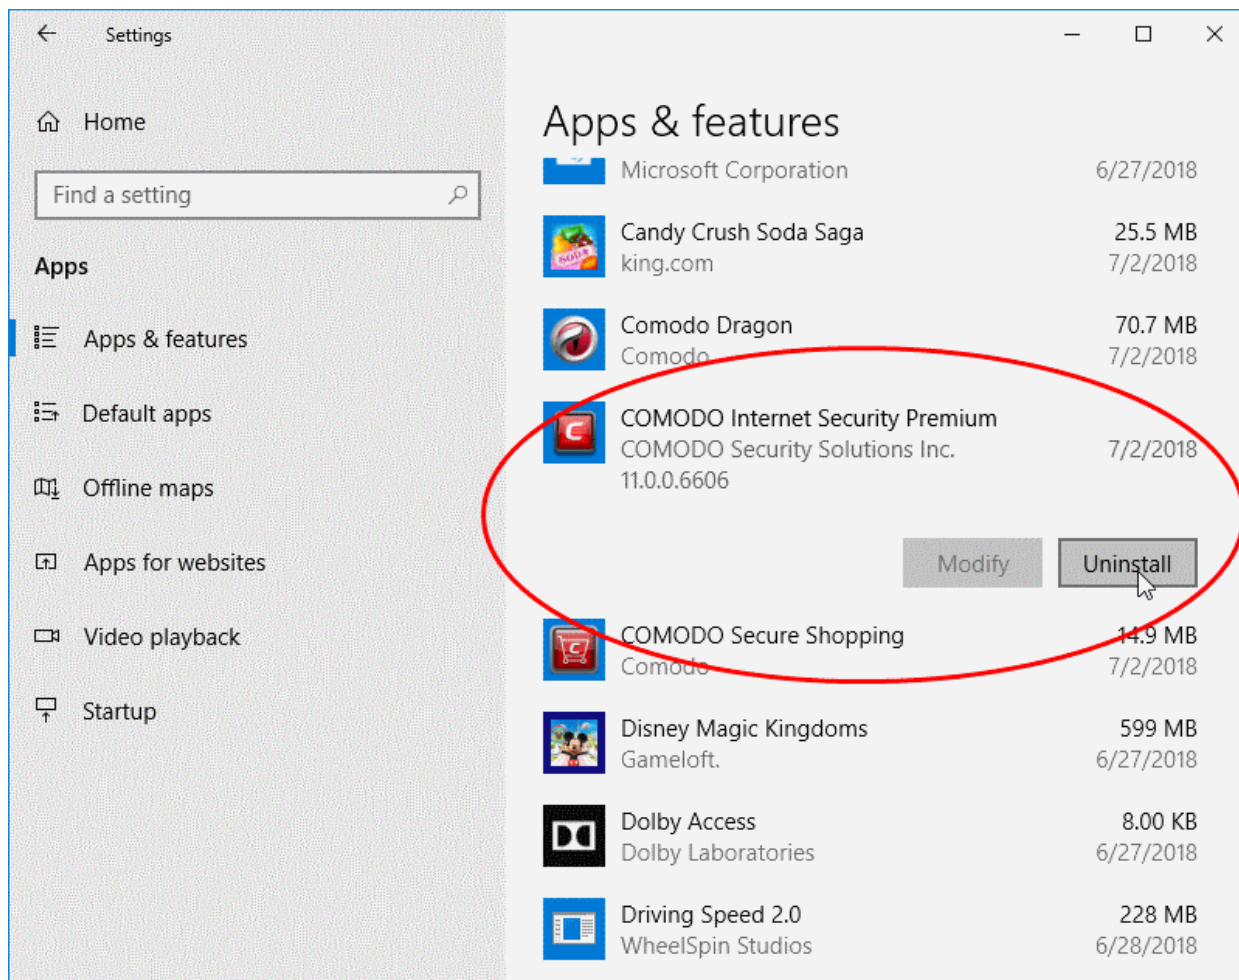 Settings
Home
Find a setting
Apps
Apps & features
Default apps
Offline maps
Apps for websites
Video playback
Startup
Apps & features
Microsoft Corporation 6/27/2018
Candy Crush Soda Saga 25.5 MB
king.com 7/2/2018
Comodo Dragon 70.7 MB
Comodo 7/2/2018
COMODO Internet Security Premium
COMODO Security Solutions Inc. 7/2/2018
11.0.0.6606
Modify Uninstall
COMODO Secure Shopping 14.9 MB
Comodo 7/2/2018
Disney Magic Kingdoms 599 MB
Gameloft. 6/27/2018
Dolby Access 8.00 KB
Dolby Laboratories 6/27/2018
Driving Speed 2.0 228 MB
WheelSpin Studios 6/28/2018